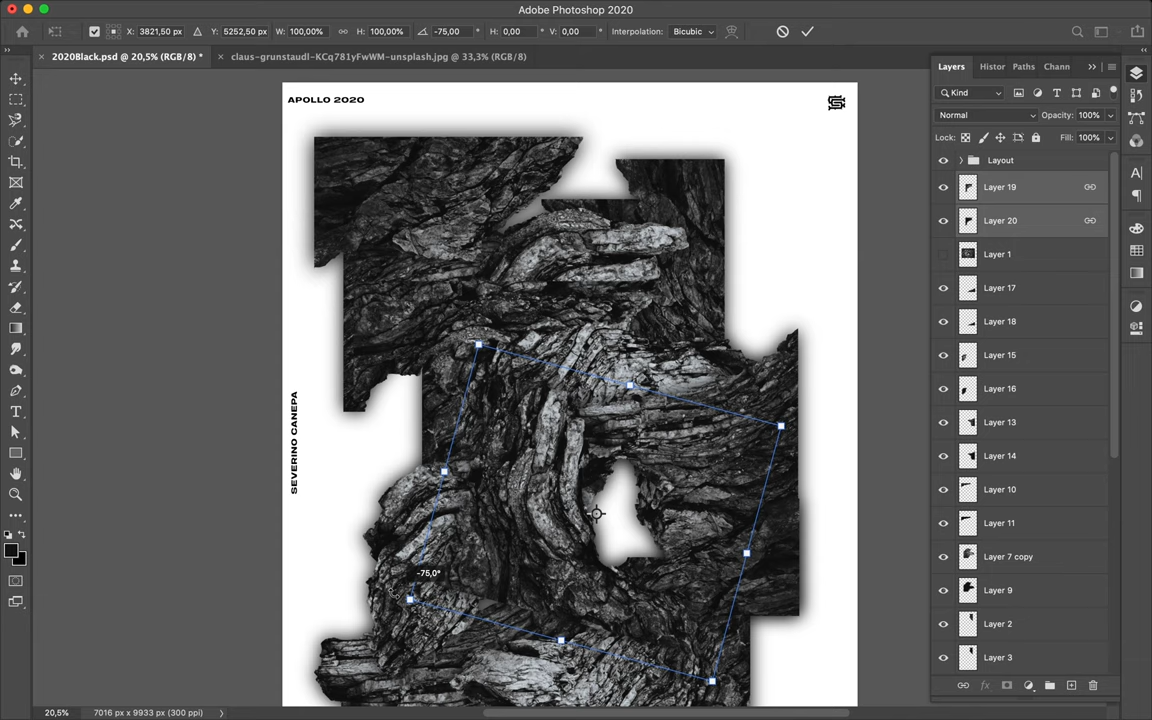 Adobe Photoshop 2020
X: 3821,50 px Y: 5252,50 px W: 100,00% H: 100,00% -75,00 ° H: 0,00 ° V: 0,00 ° Interpolation: Bicubic
2020Black.psd @ 20,5% (RGB/8) *
claus-grunstaudl-KCq781yFwWM-unsplash.jpg @ 33,3% (RGB/8)
APOLLO 2020
SEVERINO CANEPA
-75,0°
Layers Histor Paths Chann
Kind
Normal Opacity: 100%
Lock: Fill: 100%
Layout
Layer 19
Layer 20
Layer 1
Layer 17
Layer 18
Layer 15
Layer 16
Layer 13
Layer 14
Layer 10
Layer 11
Layer 7 copy
Layer 9
Layer 2
Layer 3
20,5% 7016 px x 9933 px (300 ppi)